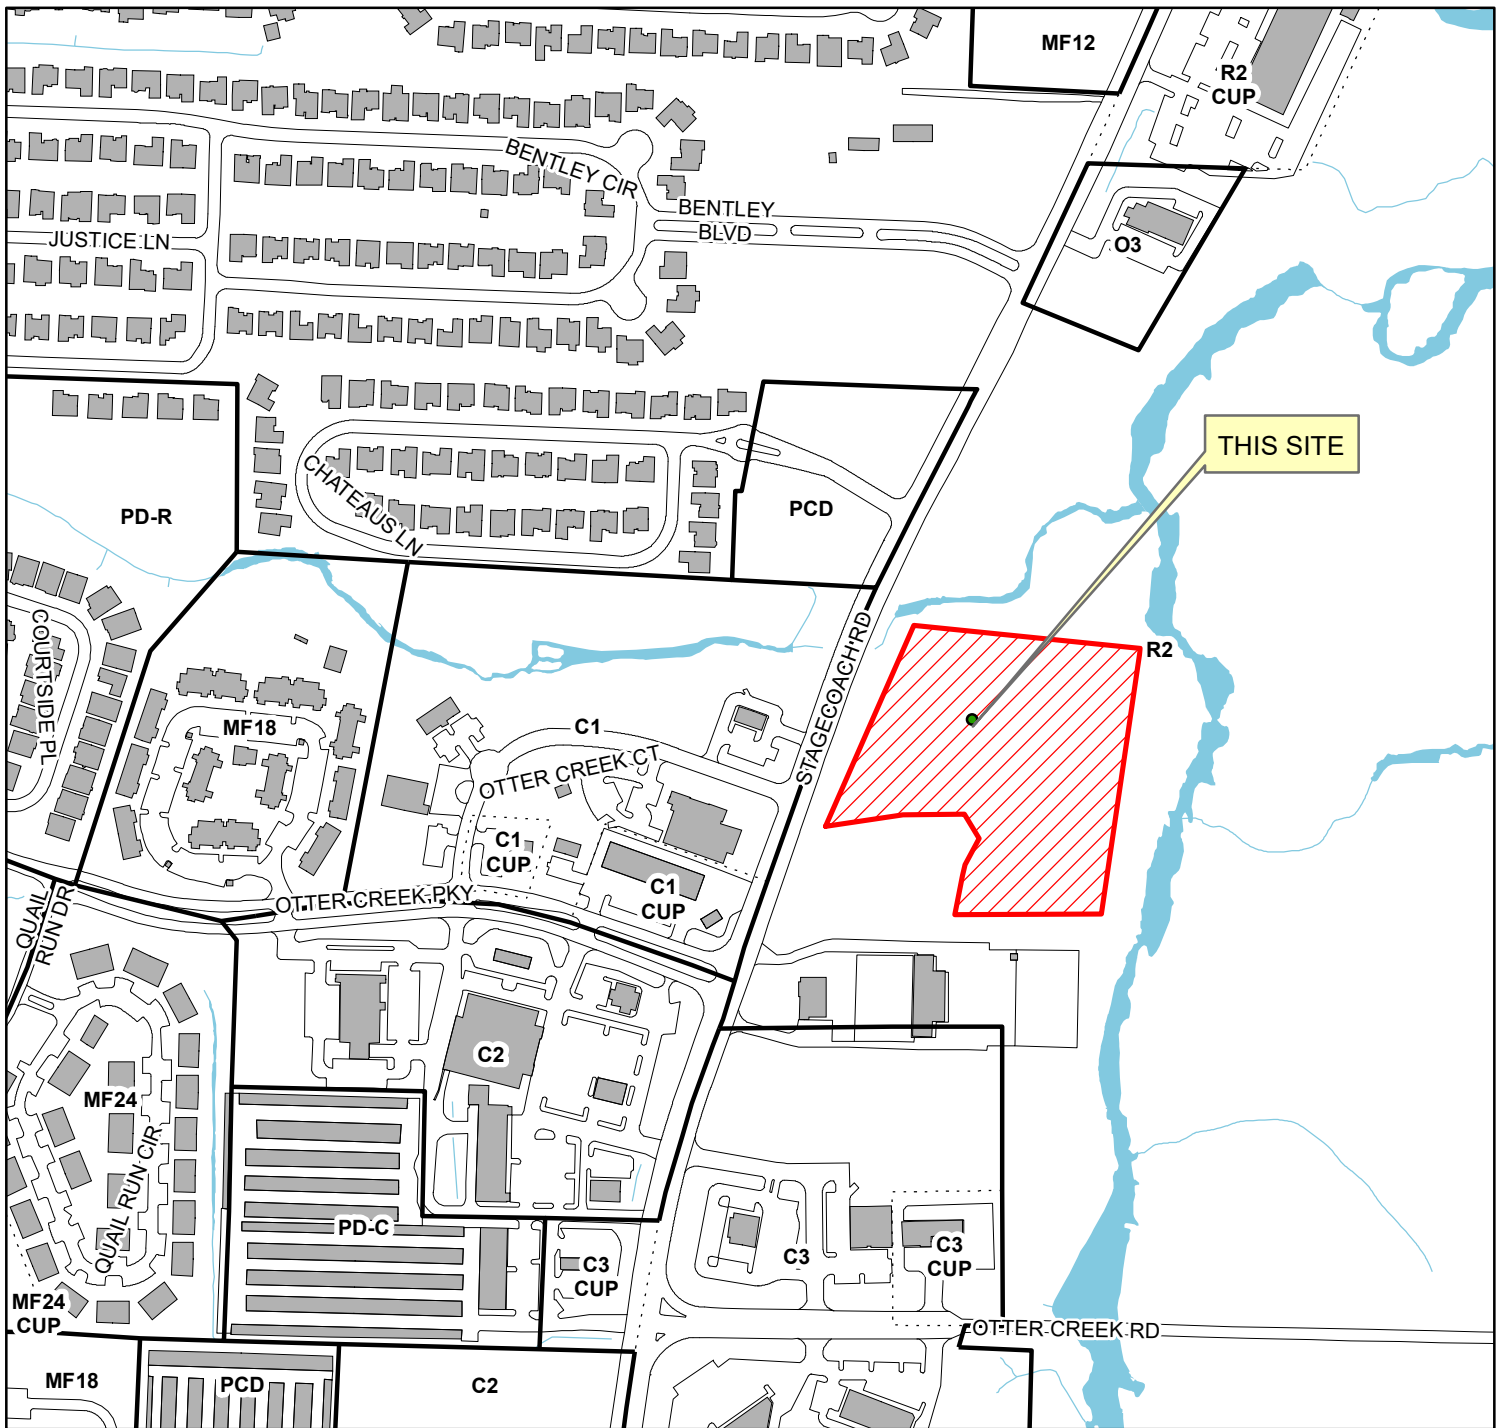 MF12
R2
CUP
BENTLEY CIR
BENTLEY
BLVD
JUSTICE LN
O3
THIS SITE
CHATEAUS LN
PD-R
PCD
COURTSIDE PL
STAGECOACH RD
R2
MF18
C1
OTTER CREEK CT
C1
CUP
C1
CUP
OTTER CREEK PKY
QUAIL
RUN DR
C2
MF24
QUAIL RUN CIR
PD-C
C3
CUP
C3
C3
CUP
MF24
CUP
OTTER CREEK RD
MF18
PCD
C2